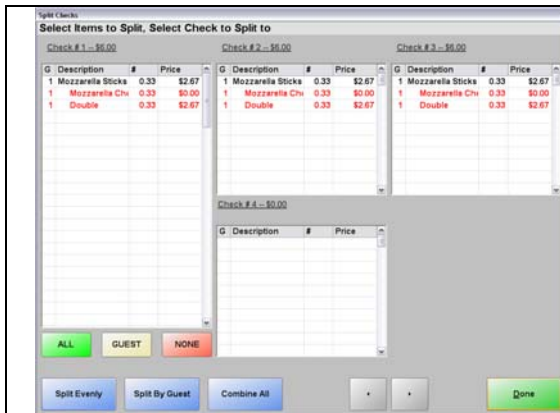 Split Checks
Select Items to Split, Select Check to Split to
Check # 1 -- $6.00
G Description # Price
1 Mozzarella Sticks 0.33 $2.67
1 Mozzarella Che 0.33 $0.00
1 Double 0.33 $2.67
Check # 2 -- $6.00
G Description # Price
1 Mozzarella Sticks 0.33 $2.67
1 Mozzarella Che 0.33 $0.00
1 Double 0.33 $2.67
Check # 3 -- $6.00
G Description # Price
1 Mozzarella Sticks 0.33 $2.67
1 Mozzarella Che 0.33 $0.00
1 Double 0.33 $2.67
Check # 4 -- $0.00
G Description # Price
ALL GUEST NONE
Split Evenly Split By Guest Combine All Done